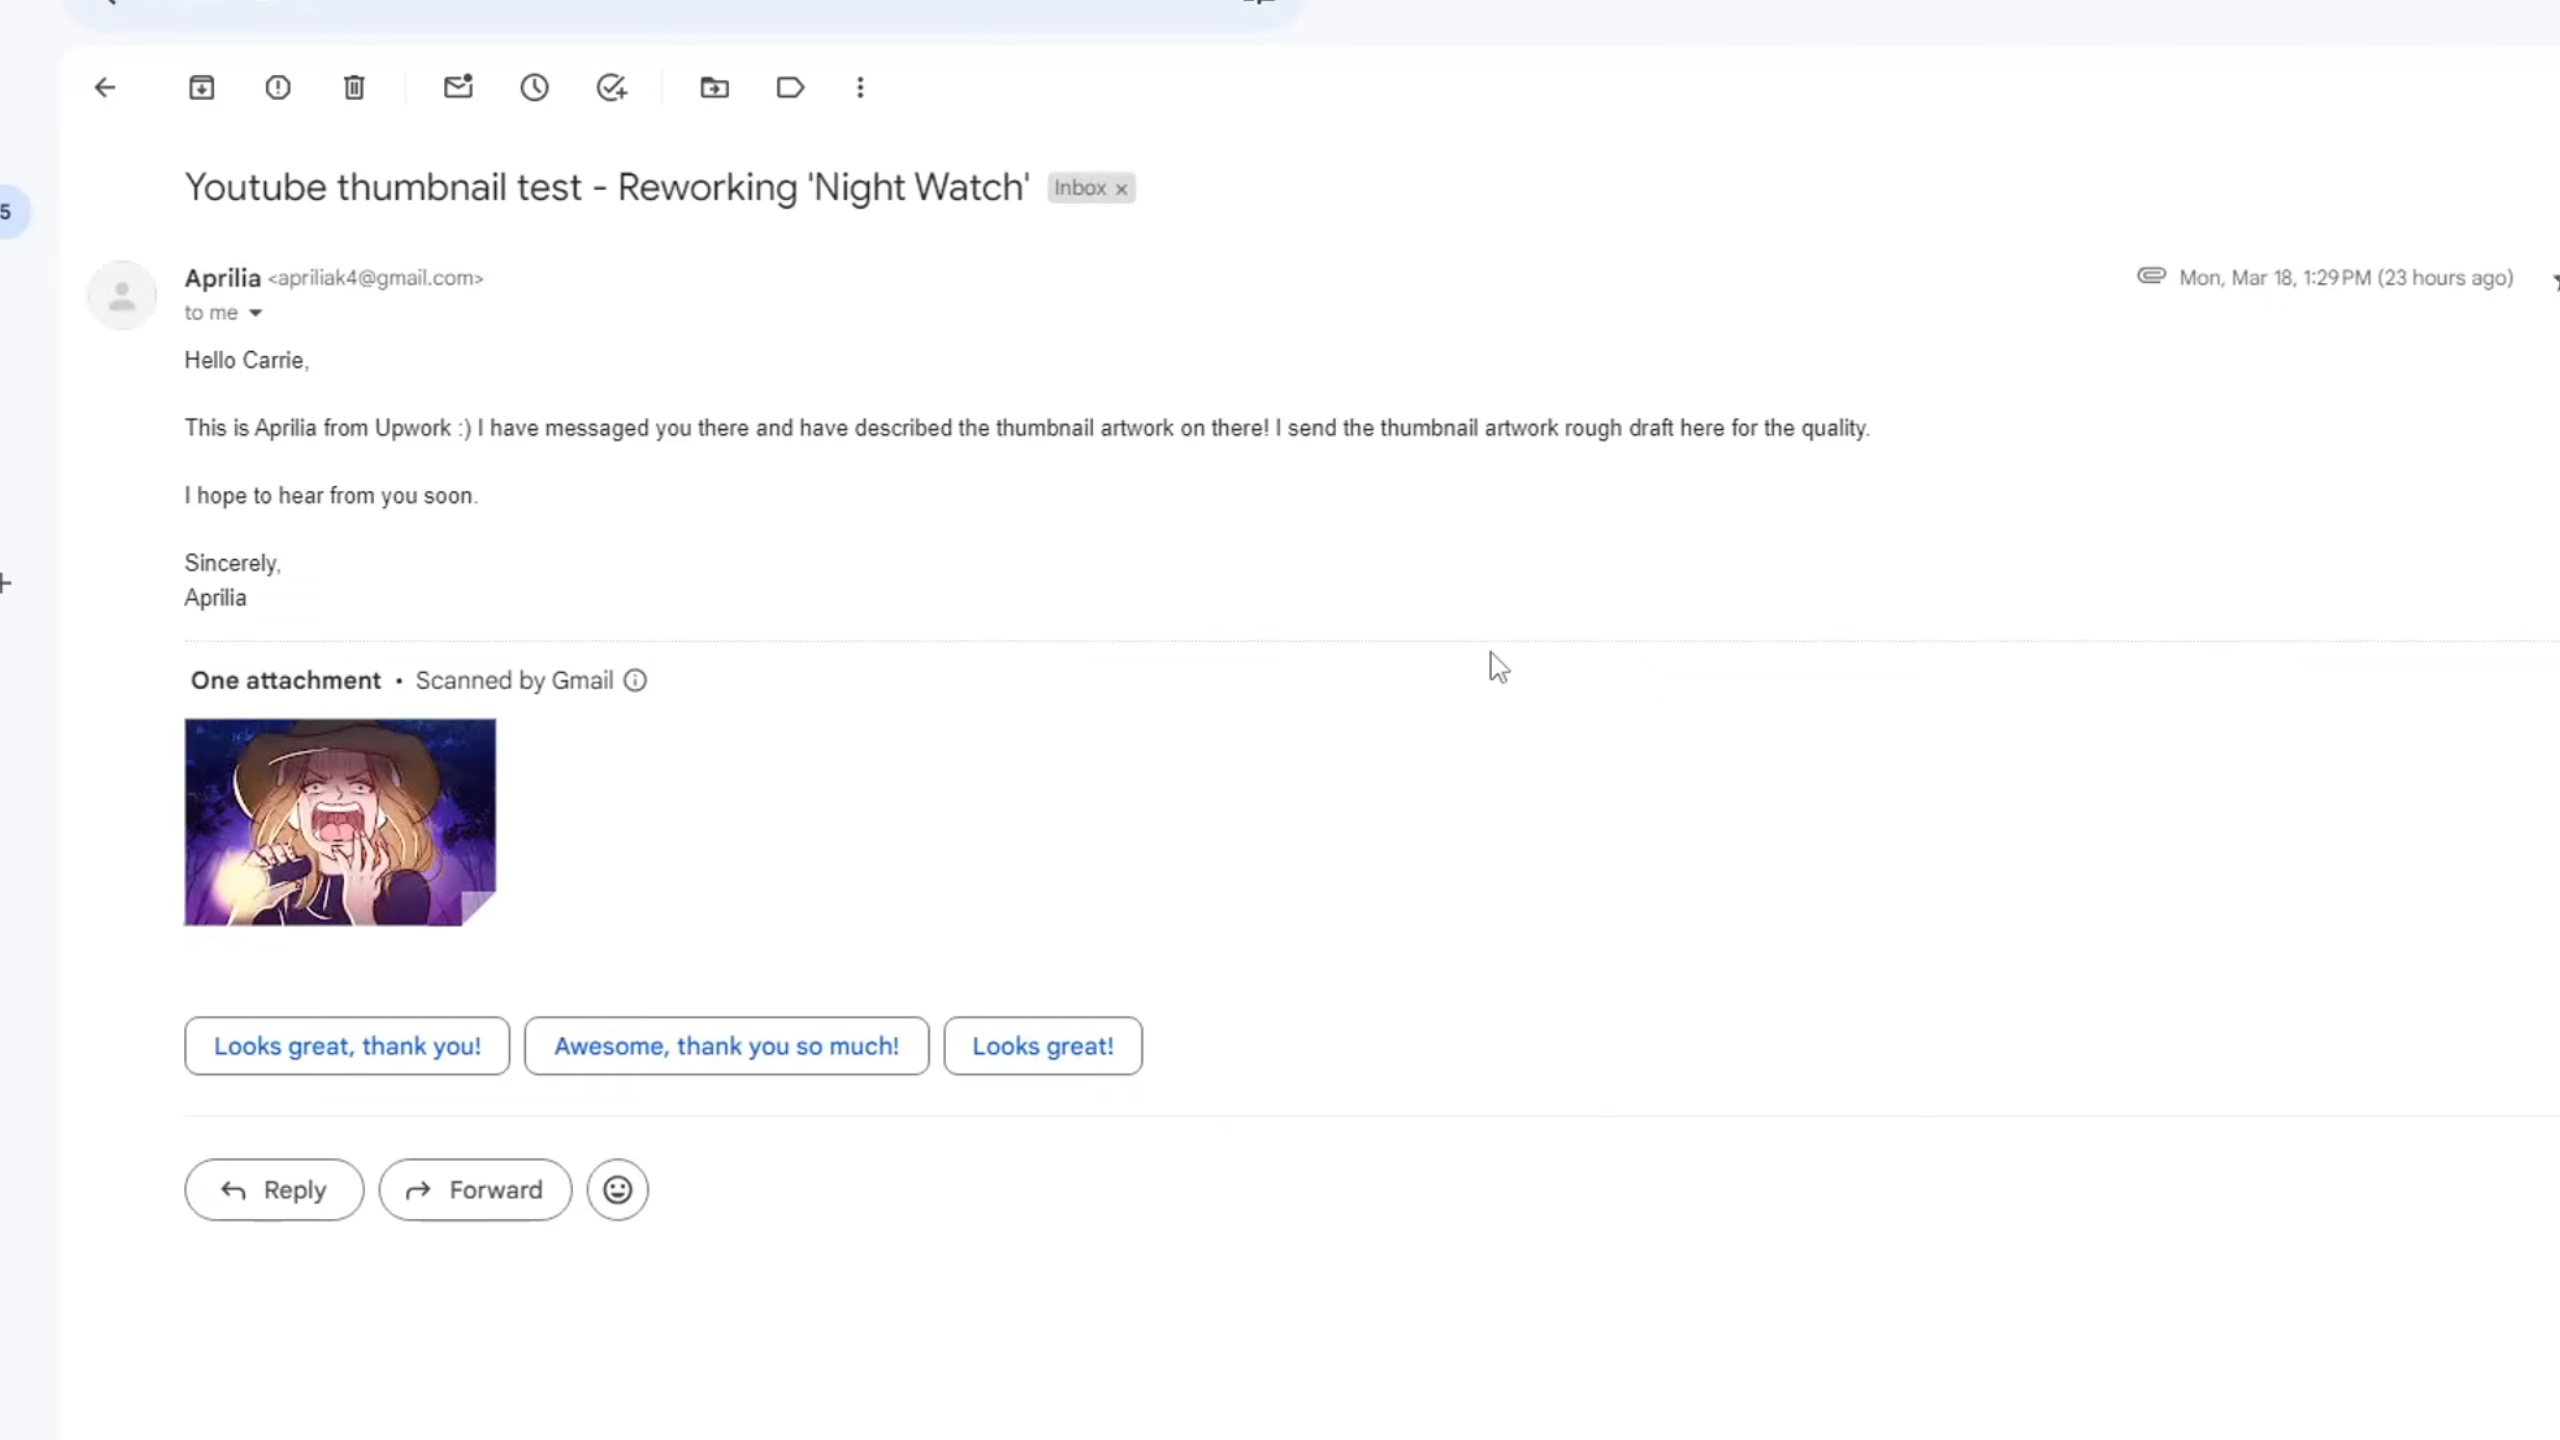 Youtube thumbnail test - Reworking 'Night Watch' Inbox x
5
Aprilia <apriliak4@gmail.com>
Mon, Mar 18, 1:29 PM (23 hours ago)
to me
Hello Carrie,
This is Aprilia from Upwork :) I have messaged you there and have described the thumbnail artwork on there! I send the thumbnail artwork rough draft here for the quality.
I hope to hear from you soon.
Sincerely,
Aprilia
One attachment • Scanned by Gmail
Looks great, thank you! Awesome, thank you so much! Looks great!
Reply Forward